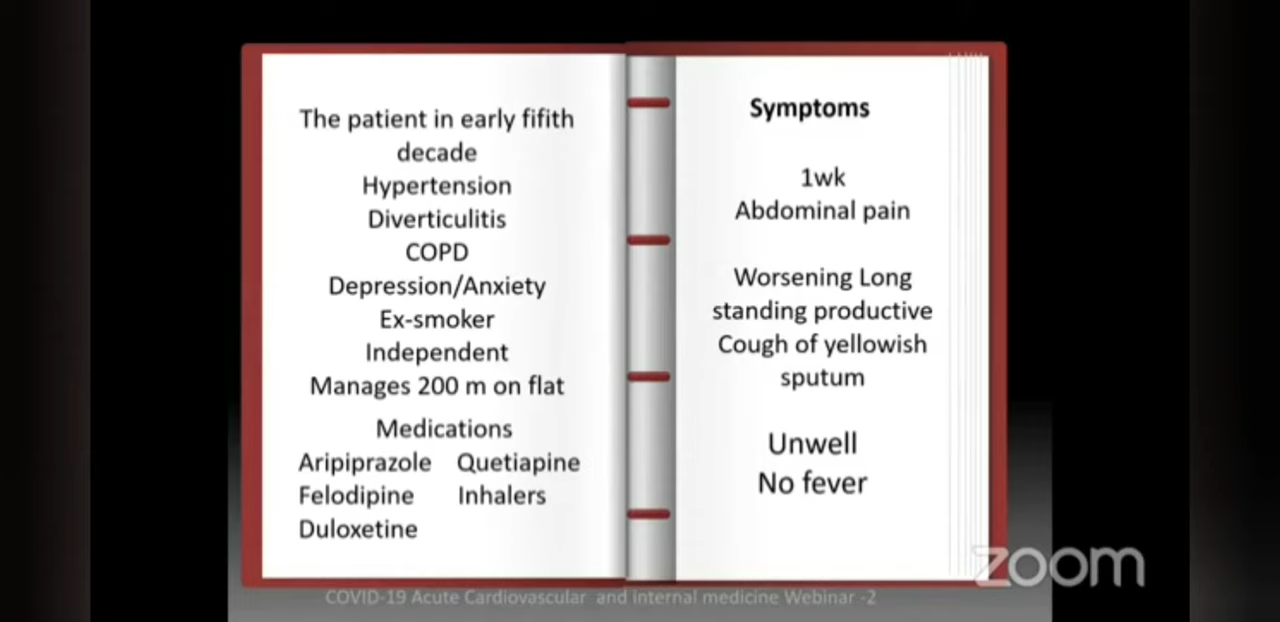 The patient in early fifith
decade
Hypertension
Diverticulitis
COPD
Depression/Anxiety
Ex-smoker
Independent
Manages 200 m on flat
Medications
Aripiprazole Quetiapine
Felodipine Inhalers
Duloxetine
Symptoms
1wk
Abdominal pain
Worsening Long
standing productive
Cough of yellowish
sputum
Unwell
No fever
zoom
COVID-19 Acute Cardiovascular and internal medicine Webinar -2